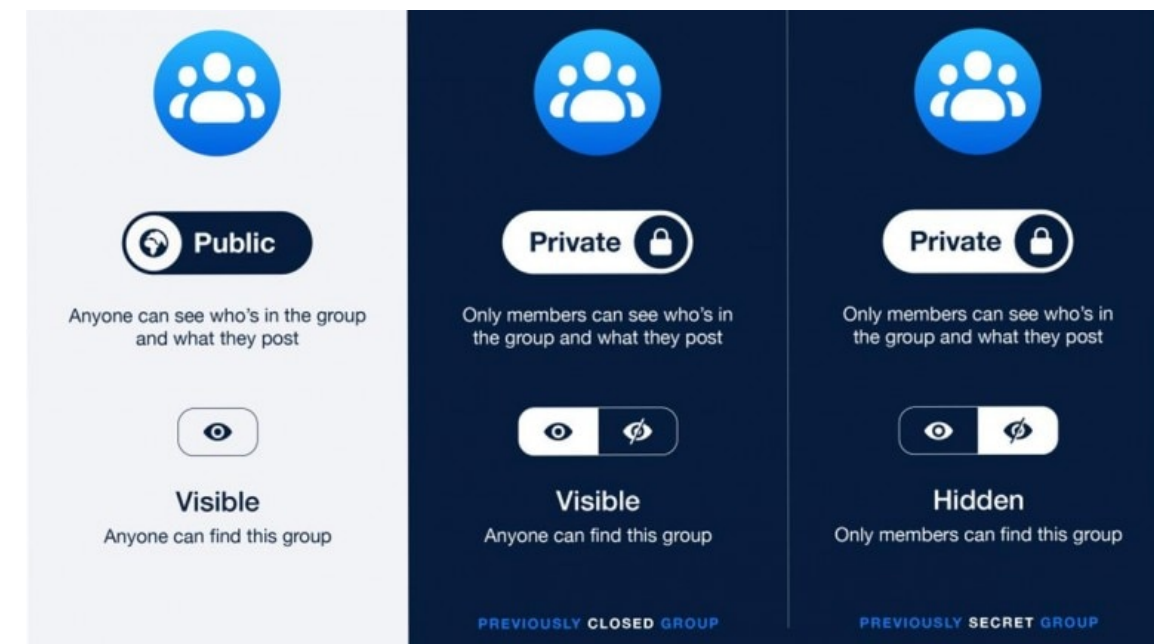 Public
Anyone can see who's in the group
and what they post
Visible
Anyone can find this group
Private
Only members can see who's in
the group and what they post
Visible
Anyone can find this group
PREVIOUSLY CLOSED GROUP
Private
Only members can see who's in
the group and what they post
Hidden
Only members can find this group
PREVIOUSLY SECRET GROUP